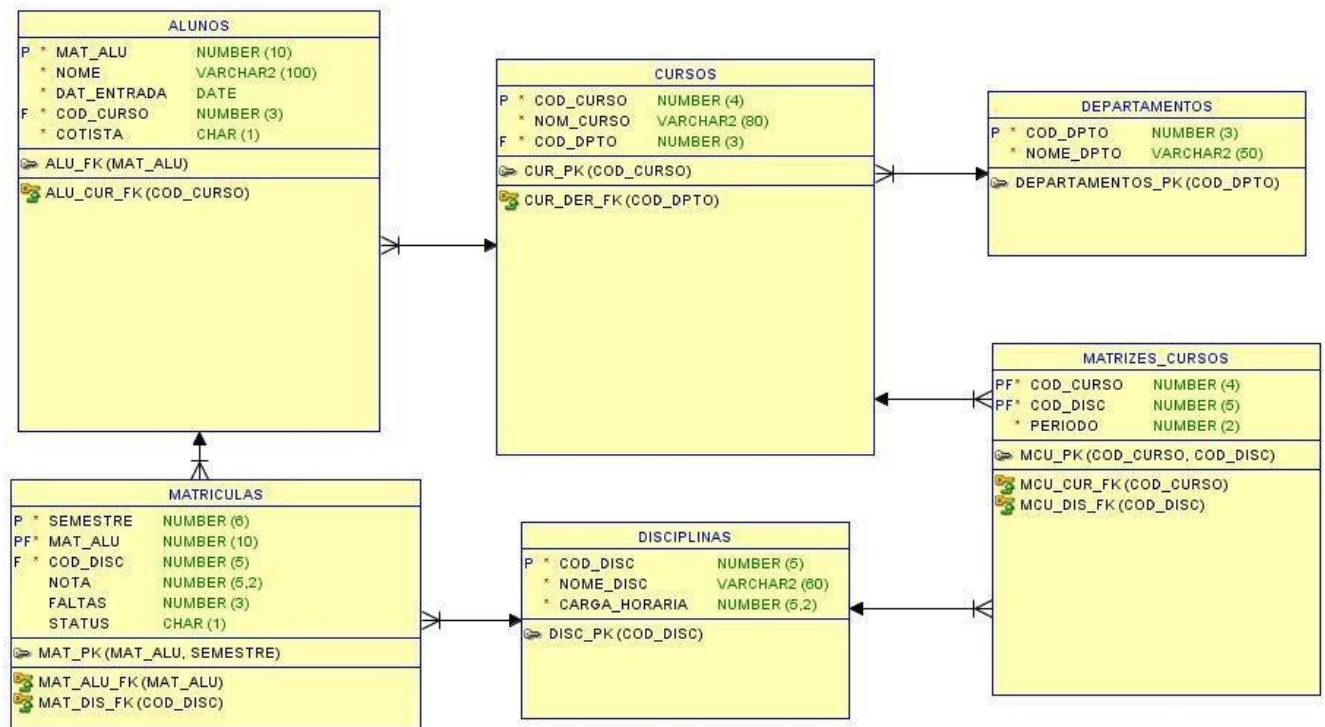 ALUNOS
P * MAT_ALU NUMBER (10)
* NOME VARCHAR2 (100)
* DAT_ENTRADA DATE
F * COD_CURSO NUMBER (3)
* COTISTA CHAR (1)
ALU_FK (MAT_ALU)
ALU_CUR_FK (COD_CURSO)
CURSOS
P * COD_CURSO NUMBER (4)
* NOM_CURSO VARCHAR2 (80)
F * COD_DPTO NUMBER (3)
CUR_PK (COD_CURSO)
CUR_DER_FK (COD_DPTO)
DEPARTAMENTOS
P * COD_DPTO NUMBER (3)
* NOME_DPTO VARCHAR2 (50)
DEPARTAMENTOS_PK (COD_DPTO)
MATRIZES_CURSOS
PF* COD_CURSO NUMBER (4)
PF* COD_DISC NUMBER (5)
* PERIODO NUMBER (2)
MCU_PK (COD_CURSO, COD_DISC)
MCU_CUR_FK (COD_CURSO)
MCU_DIS_FK (COD_DISC)
MATRICULAS
P * SEMESTRE NUMBER (6)
PF* MAT_ALU NUMBER (10)
F * COD_DISC NUMBER (5)
NOTA NUMBER (5,2)
FALTAS NUMBER (3)
STATUS CHAR (1)
MAT_PK (MAT_ALU, SEMESTRE)
MAT_ALU_FK (MAT_ALU)
MAT_DIS_FK (COD_DISC)
DISCIPLINAS
P * COD_DISC NUMBER (5)
* NOME_DISC VARCHAR2 (60)
* CARGA_HORARIA NUMBER (5,2)
DISC_PK (COD_DISC)